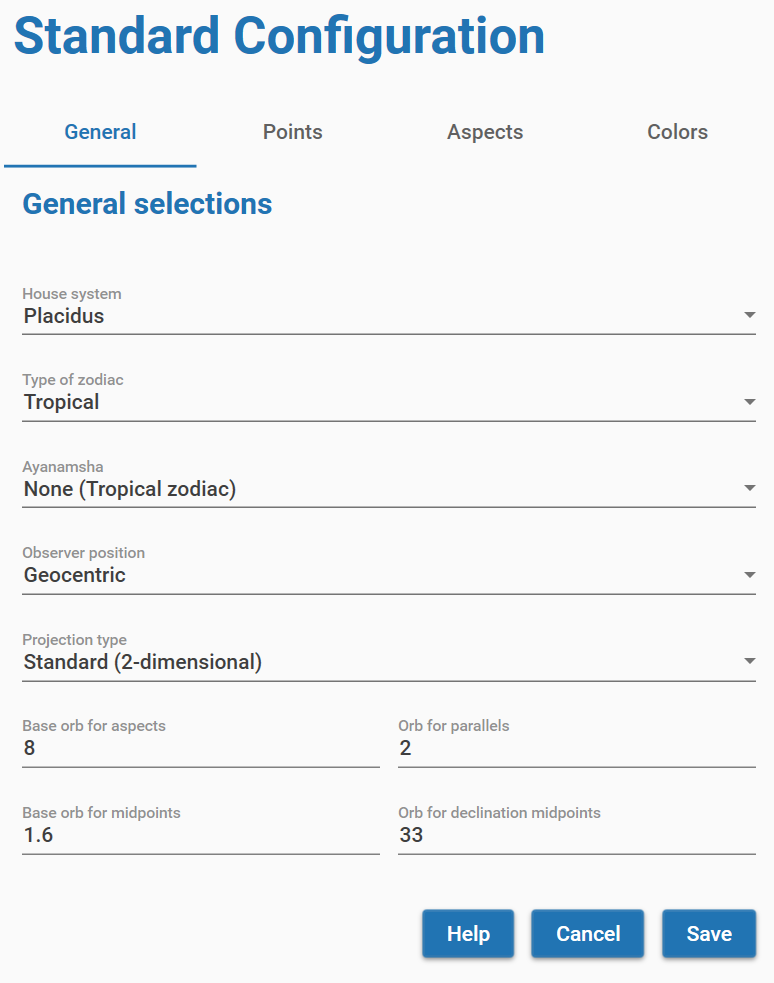 Standard Configuration
General Points Aspects Colors
General selections
House system
Placidus
Type of zodiac
Tropical
Ayanamsha
None (Tropical zodiac)
Observer position
Geocentric
Projection type
Standard (2-dimensional)
Base orb for aspects Orb for parallels
8 2
Base orb for midpoints Orb for declination midpoints
1.6 33
Help Cancel Save